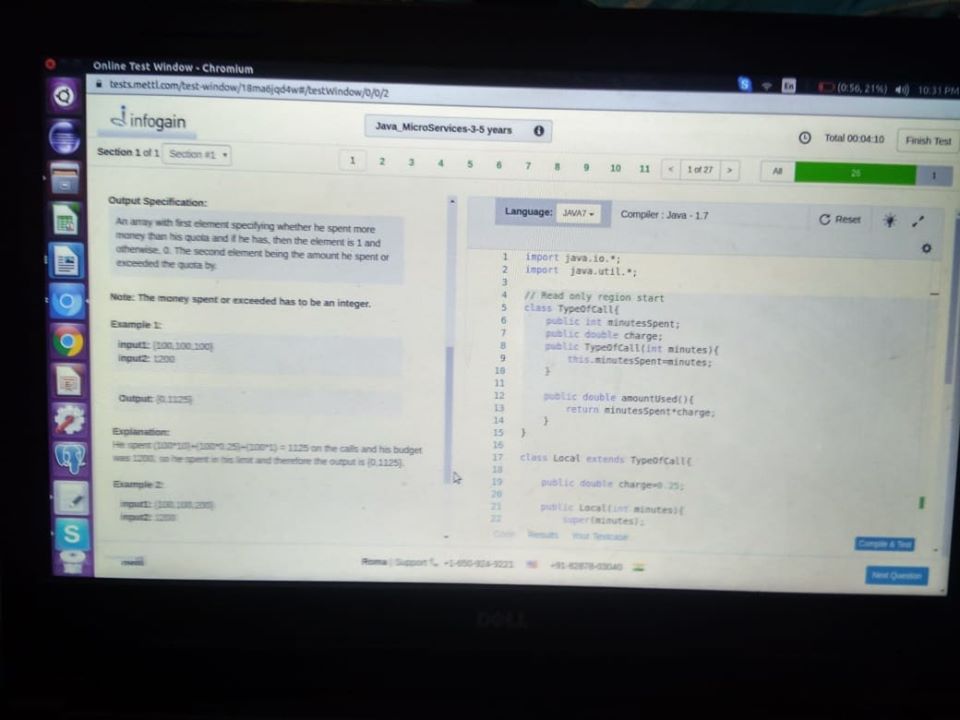 Online Test Window - Chromium
(0:56, 21%) 10:31 PM
En
tests.mettl.com/test-window/18ma6jqd4w#/testWindow/0/0/2
infogain
Java_MicroServices-3-5 years
Total 00:04:10
Finish Test
Section 1 of 1 Section #1
1 2 3 4 5 6 7 8 9 10 11 < 1 of 27 > All 26 1
Output Specification:
An array with first element specifying whether he spent more
money than his quota and if he has, then the element is 1 and
otherwise, 0. The second element being the amount he spent or
exceeded the quota by.
Note: The money spent or exceeded has to be an integer.
Example 1:
input1: {100,100,100}
input2: 1200
Output: {0,1125}
Explanation:
He spent (100*10)+(100*0.25)+(100*1) = 1125 on the calls and his budget
was 1200, so he spent in his limit and therefore the output is {0,1125}.
Example 2:
input1: {100,100,200}
input2: 1200
Language: JAVA7 Compiler : Java - 1.7
Reset
1 import java.io.*;
2 import java.util.*;
3
4 // Read only region start
5 class TypeOfCall{
6 public int minutesSpent;
7 public double charge;
8 public TypeOfCall(int minutes){
9 this.minutesSpent=minutes;
10 }
11
12 public double amountUsed(){
13 return minutesSpent*charge;
14 }
15 }
16
17 class Local extends TypeOfCall{
18
19 public double charge=0.25;
20
21 public Local(int minutes){
22 super(minutes);
Code Results Your Testcase
Compile & Test
mettl
Roma | Support +1-650-924-9221 +91-82878-03040
Next Question
DELL